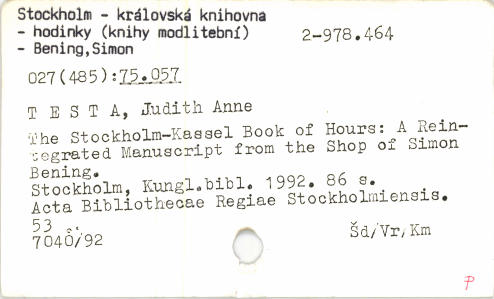 Stockholm - královská knihovna
- hodinky (knihy modlitební)
- Bening,Simon
2-978.464
027(485):75.057
T E S T A, Judith Anne
The Stockholm-Kassel Book of Hours: A Rein-
tegrated Manuscript from the Shop of Simon
Bening.
Stockholm, Kungl.bibl. 1992. 86 s.
Acta Bibliothecae Regiae Stockholmiensis.
53 ..
7040/92
Šd/Vr,Km
P